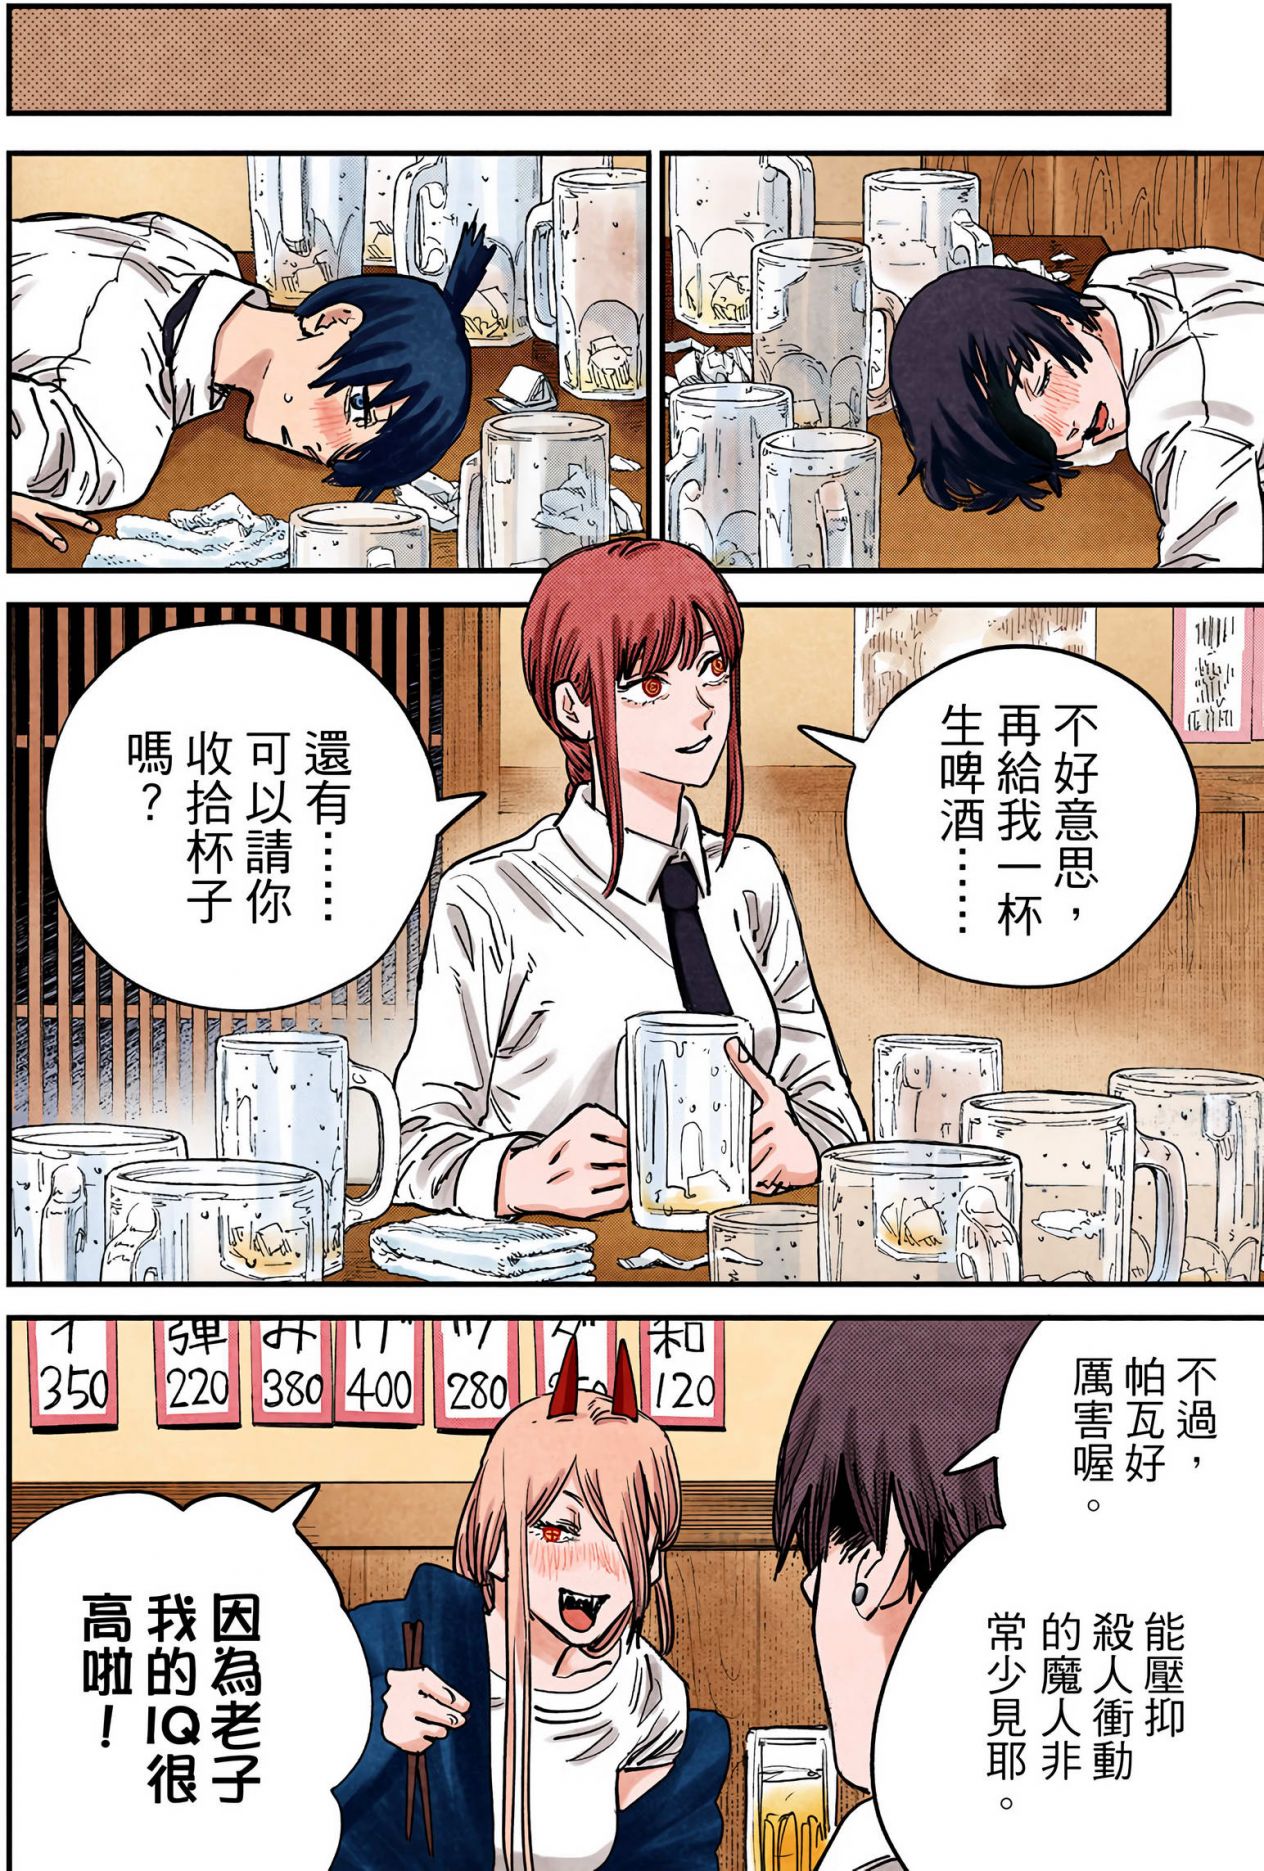 不好意思，
再給我一杯
生啤酒……
還有……
可以請你
收拾杯子
嗎？
不過，
帕瓦好
厲害喔。
能壓抑
殺人衝動
的魔人非
常少見耶。
因為老子
我的IQ很
高啦！
350
弾
220
み
380
400
ツ
280
和
120